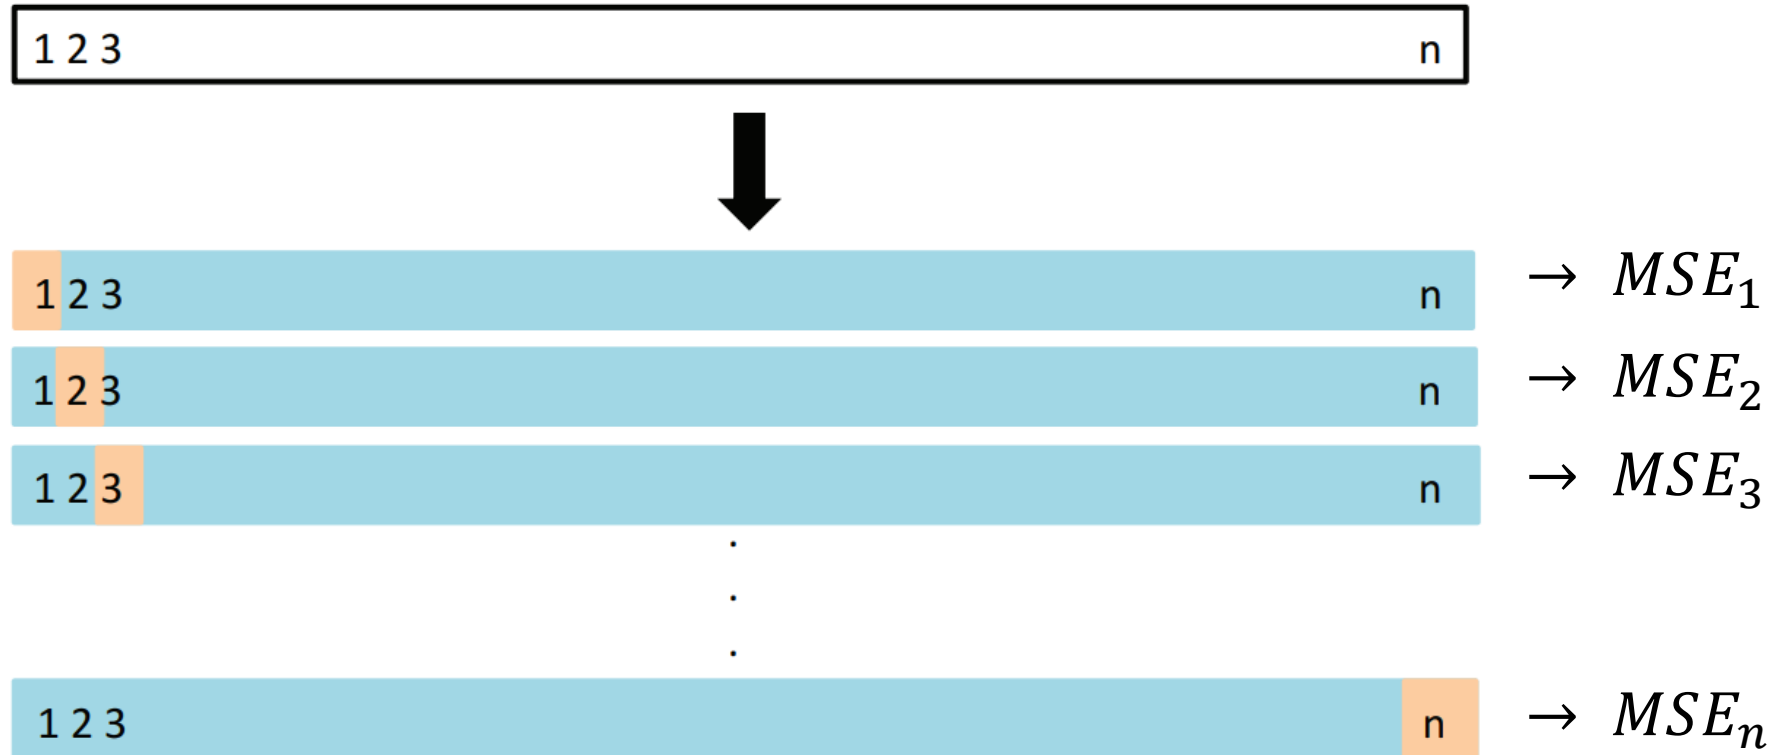 1 2 3 n
1 2 3 n → MSE₁
1 2 3 n → MSE₂
1 2 3 n → MSE₃
.
.
.
1 2 3 n → MSEₙ